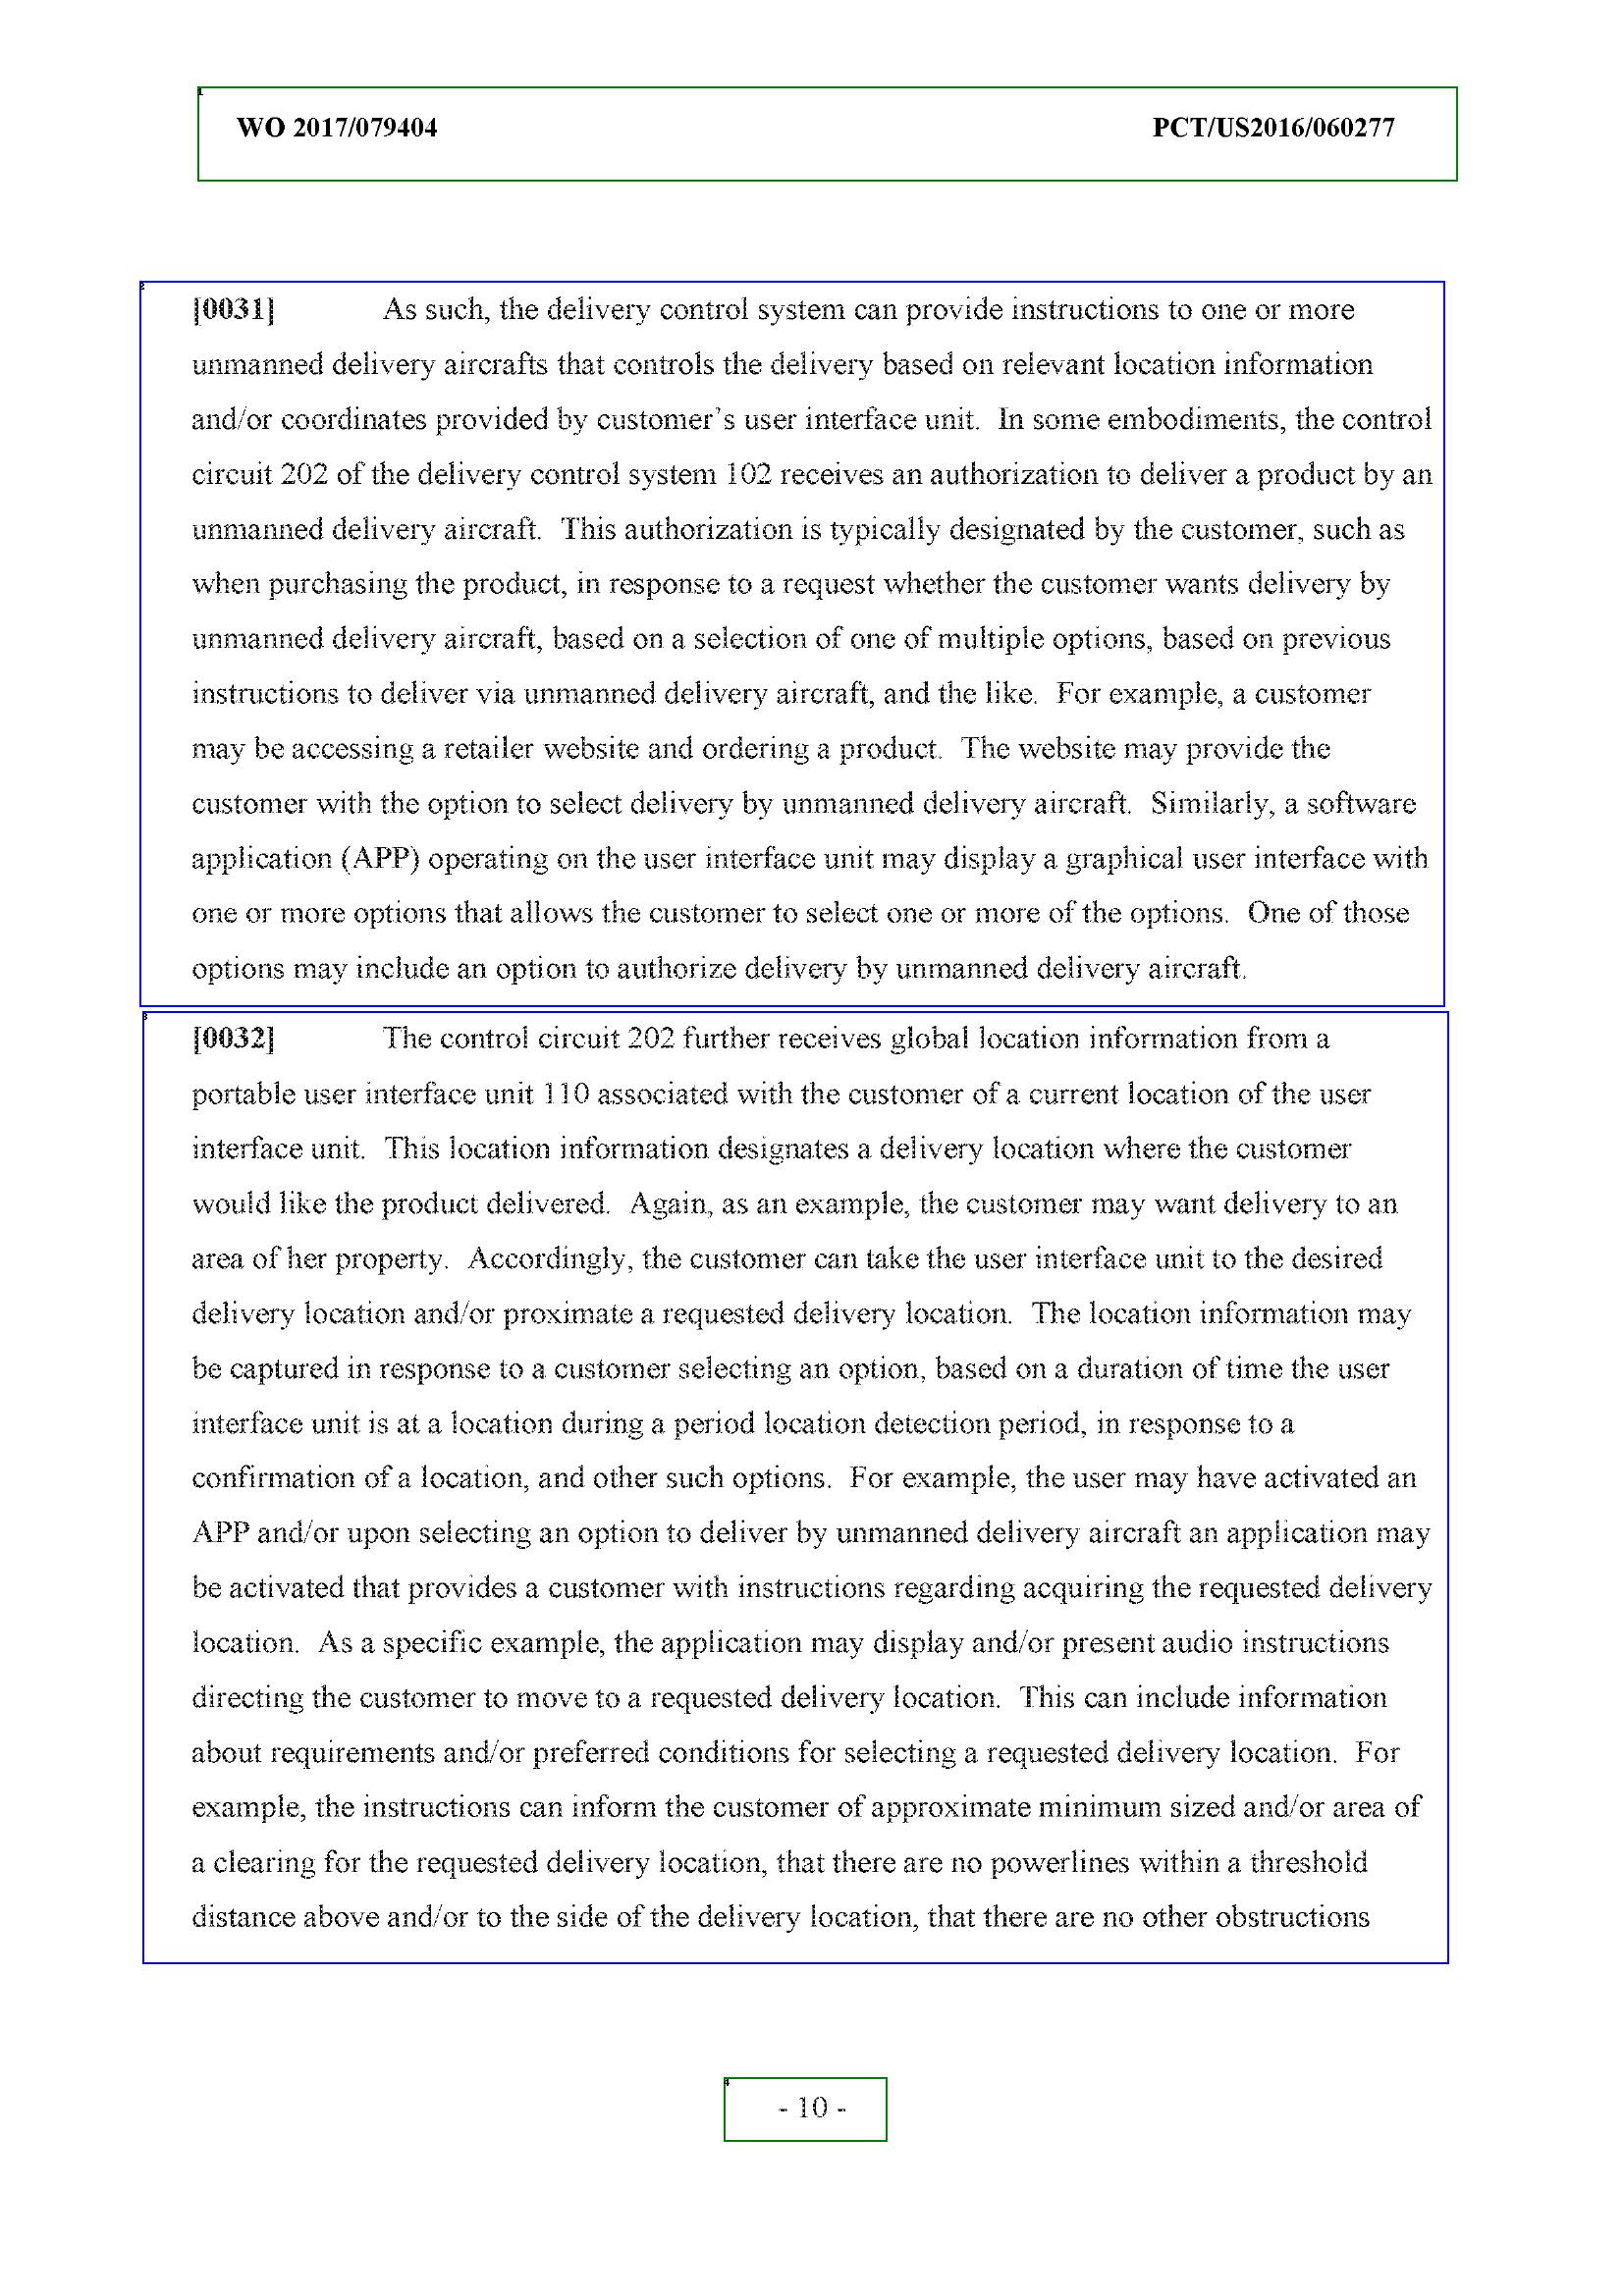 WO 2017/079404 PCT/US2016/060277
[0031] As such, the delivery control system can provide instructions to one or more
unmanned delivery aircrafts that controls the delivery based on relevant location information
and/or coordinates provided by customer's user interface unit. In some embodiments, the control
circuit 202 of the delivery control system 102 receives an authorization to deliver a product by an
unmanned delivery aircraft. This authorization is typically designated by the customer, such as
when purchasing the product, in response to a request whether the customer wants delivery by
unmanned delivery aircraft, based on a selection of one of multiple options, based on previous
instructions to deliver via unmanned delivery aircraft, and the like. For example, a customer
may be accessing a retailer website and ordering a product. The website may provide the
customer with the option to select delivery by unmanned delivery aircraft. Similarly, a software
application (APP) operating on the user interface unit may display a graphical user interface with
one or more options that allows the customer to select one or more of the options. One of those
options may include an option to authorize delivery by unmanned delivery aircraft.
[0032] The control circuit 202 further receives global location information from a
portable user interface unit 110 associated with the customer of a current location of the user
interface unit. This location information designates a delivery location where the customer
would like the product delivered. Again, as an example, the customer may want delivery to an
area of her property. Accordingly, the customer can take the user interface unit to the desired
delivery location and/or proximate a requested delivery location. The location information may
be captured in response to a customer selecting an option, based on a duration of time the user
interface unit is at a location during a period location detection period, in response to a
confirmation of a location, and other such options. For example, the user may have activated an
APP and/or upon selecting an option to deliver by unmanned delivery aircraft an application may
be activated that provides a customer with instructions regarding acquiring the requested delivery
location. As a specific example, the application may display and/or present audio instructions
directing the customer to move to a requested delivery location. This can include information
about requirements and/or preferred conditions for selecting a requested delivery location. For
example, the instructions can inform the customer of approximate minimum sized and/or area of
a clearing for the requested delivery location, that there are no powerlines within a threshold
distance above and/or to the side of the delivery location, that there are no other obstructions
- 10 -